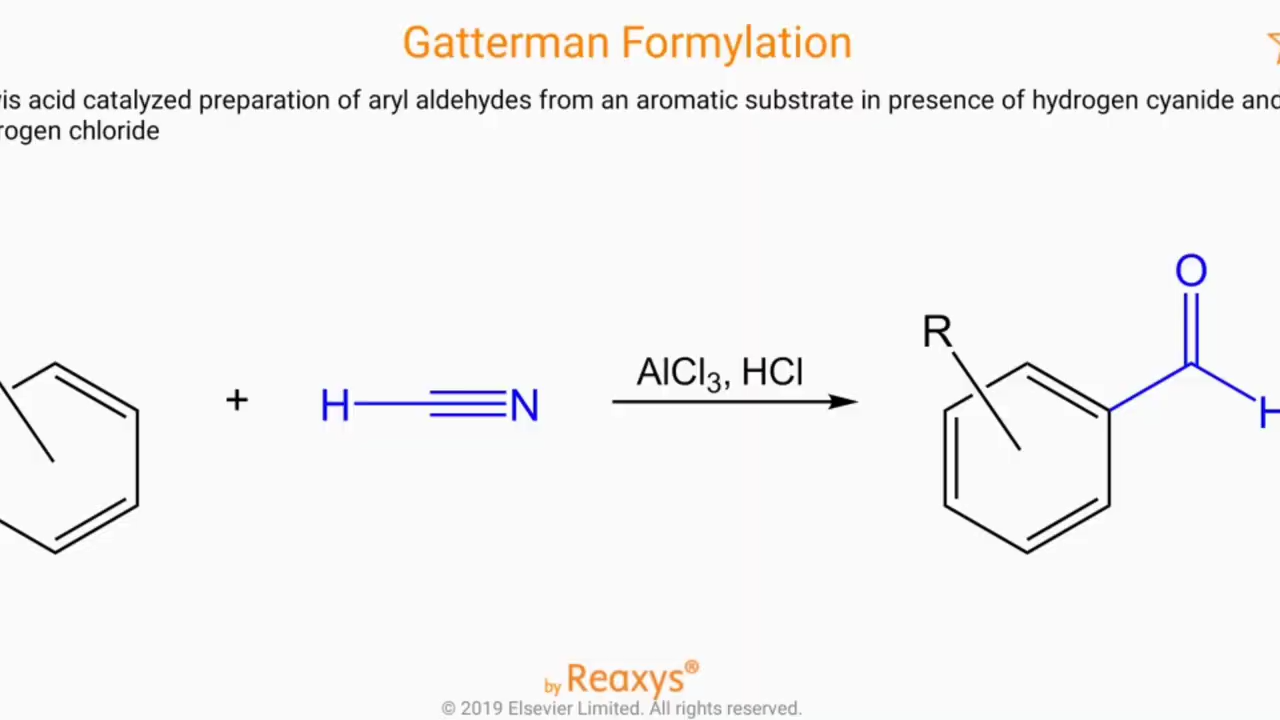 Gatterman Formylation
is acid catalyzed preparation of aryl aldehydes from an aromatic substrate in presence of hydrogen cyanide and
rogen chloride
+ H N AlCl3, HCl R O H
by Reaxys®
© 2019 Elsevier Limited. All rights reserved.